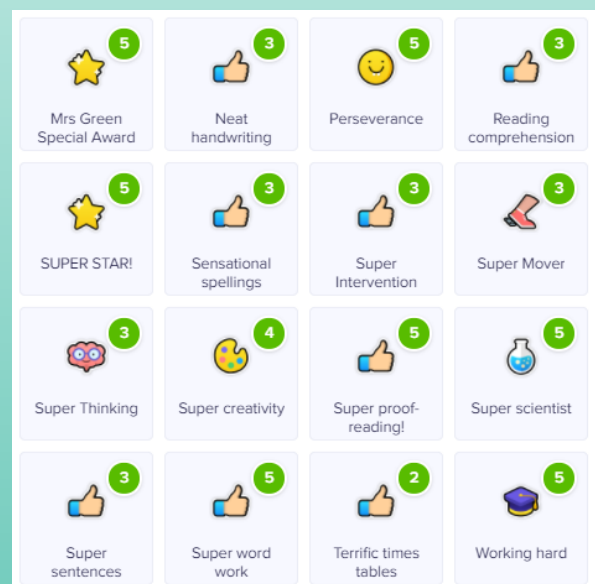 5
Mrs Green
Special Award
3
Neat
handwriting
5
Perseverance
3
Reading
comprehension
5
SUPER STAR!
3
Sensational
spellings
3
Super
Intervention
3
Super Mover
3
Super Thinking
4
Super creativity
5
Super proof-
reading!
5
Super scientist
3
Super
sentences
5
Super word
work
2
Terrific times
tables
5
Working hard